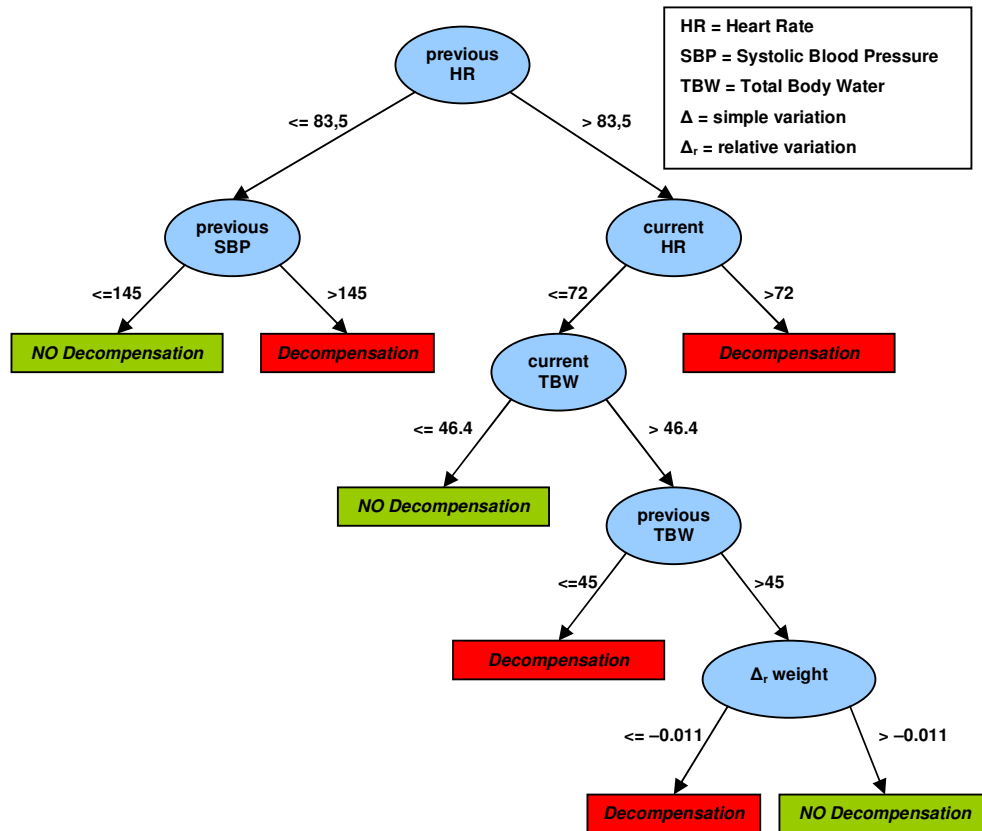 previous
HR
HR = Heart Rate
SBP = Systolic Blood Pressure
TBW = Total Body Water
Δ = simple variation
Δr = relative variation
<= 83,5
> 83,5
previous
SBP
current
HR
<=145
>145
<=72
>72
NO Decompensation
Decompensation
current
TBW
Decompensation
<= 46.4
> 46.4
NO Decompensation
previous
TBW
<=45
>45
Decompensation
Δr weight
<= –0.011
> –0.011
Decompensation
NO Decompensation